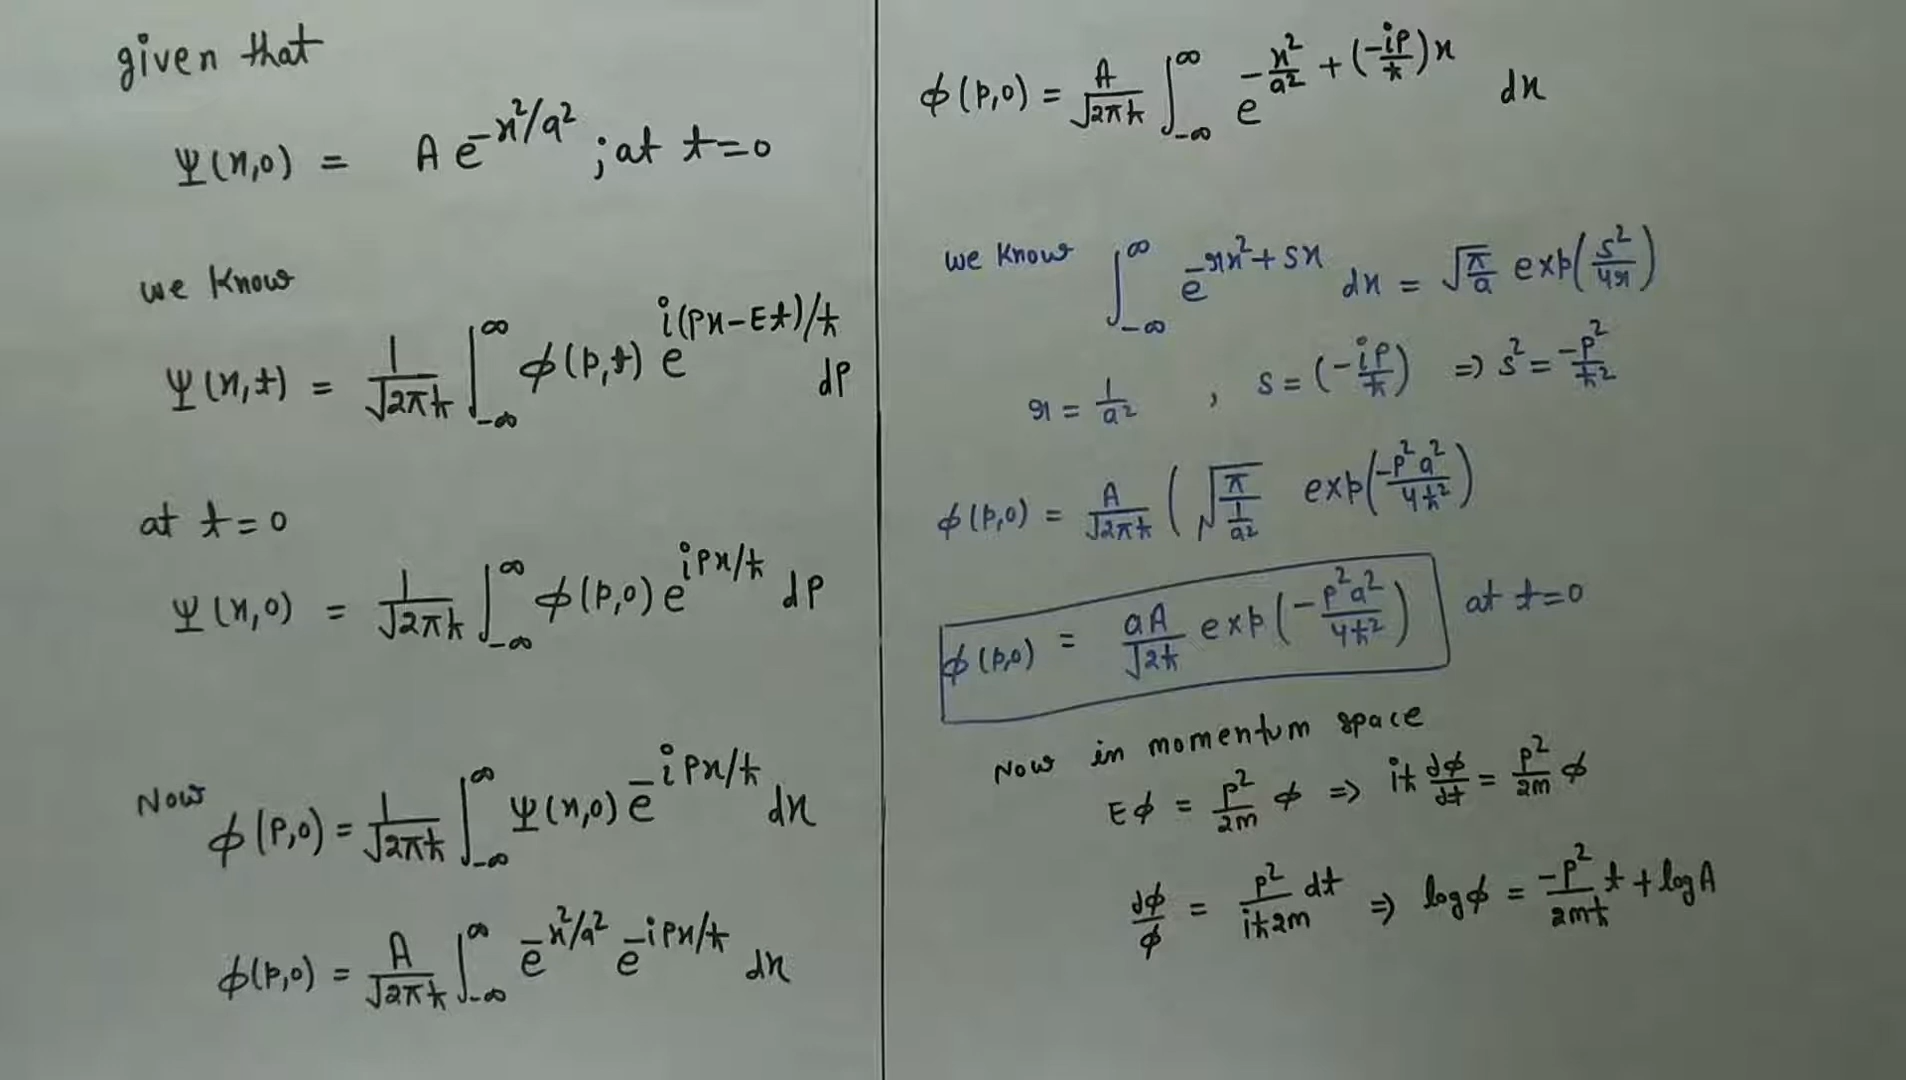 given that
Ψ(x,0) = A e^{-x²/a²} ; at t=0
we know
Ψ(x,t) = 1/√2πħ ∫_{-∞}^{∞} ϕ(p,t) e^{i(px-Et)/ħ} dp
at t=0
Ψ(x,0) = 1/√2πħ ∫_{-∞}^{∞} ϕ(p,0) e^{ipx/ħ} dp
Now ϕ(p,0) = 1/√2πħ ∫_{-∞}^{∞} Ψ(x,0) e^{-ipx/ħ} dx
ϕ(p,0) = A/√2πħ ∫_{-∞}^{∞} e^{-x²/a²} e^{-ipx/ħ} dx
ϕ(p,0) = A/√2πħ ∫_{-∞}^{∞} e^{-x²/a² + (-ip/ħ)x} dx
we know ∫_{-∞}^{∞} e^{-rx²+sx} dx = √π/a exp(s²/4r)
r = 1/a² , s = (-ip/ħ) ⇒ s² = -p²/ħ²
ϕ(p,0) = A/√2πħ (√π/(1/a²) exp(-p²a²/4ħ²)
ϕ(p,0) = aA/√2ħ exp(-p²a²/4ħ²) at t=0
Now in momentum space
Eϕ = p²/2m ϕ ⇒ iħ dϕ/dt = p²/2m ϕ
dϕ/ϕ = p²/iħ2m dt ⇒ logϕ = -p²/2mħ t + logA